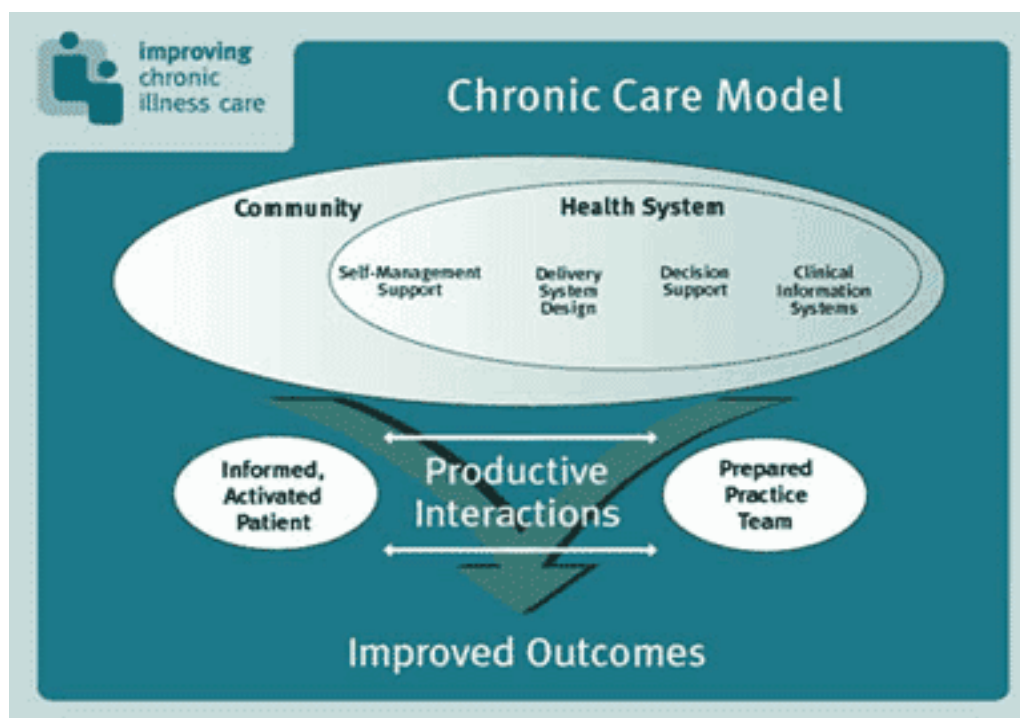 improving
chronic
illness care
Chronic Care Model
Community
Health System
Self-Management
Support
Delivery
System
Design
Decision
Support
Clinical
Information
Systems
Informed,
Activated
Patient
Productive
Interactions
Prepared
Practice
Team
Improved Outcomes